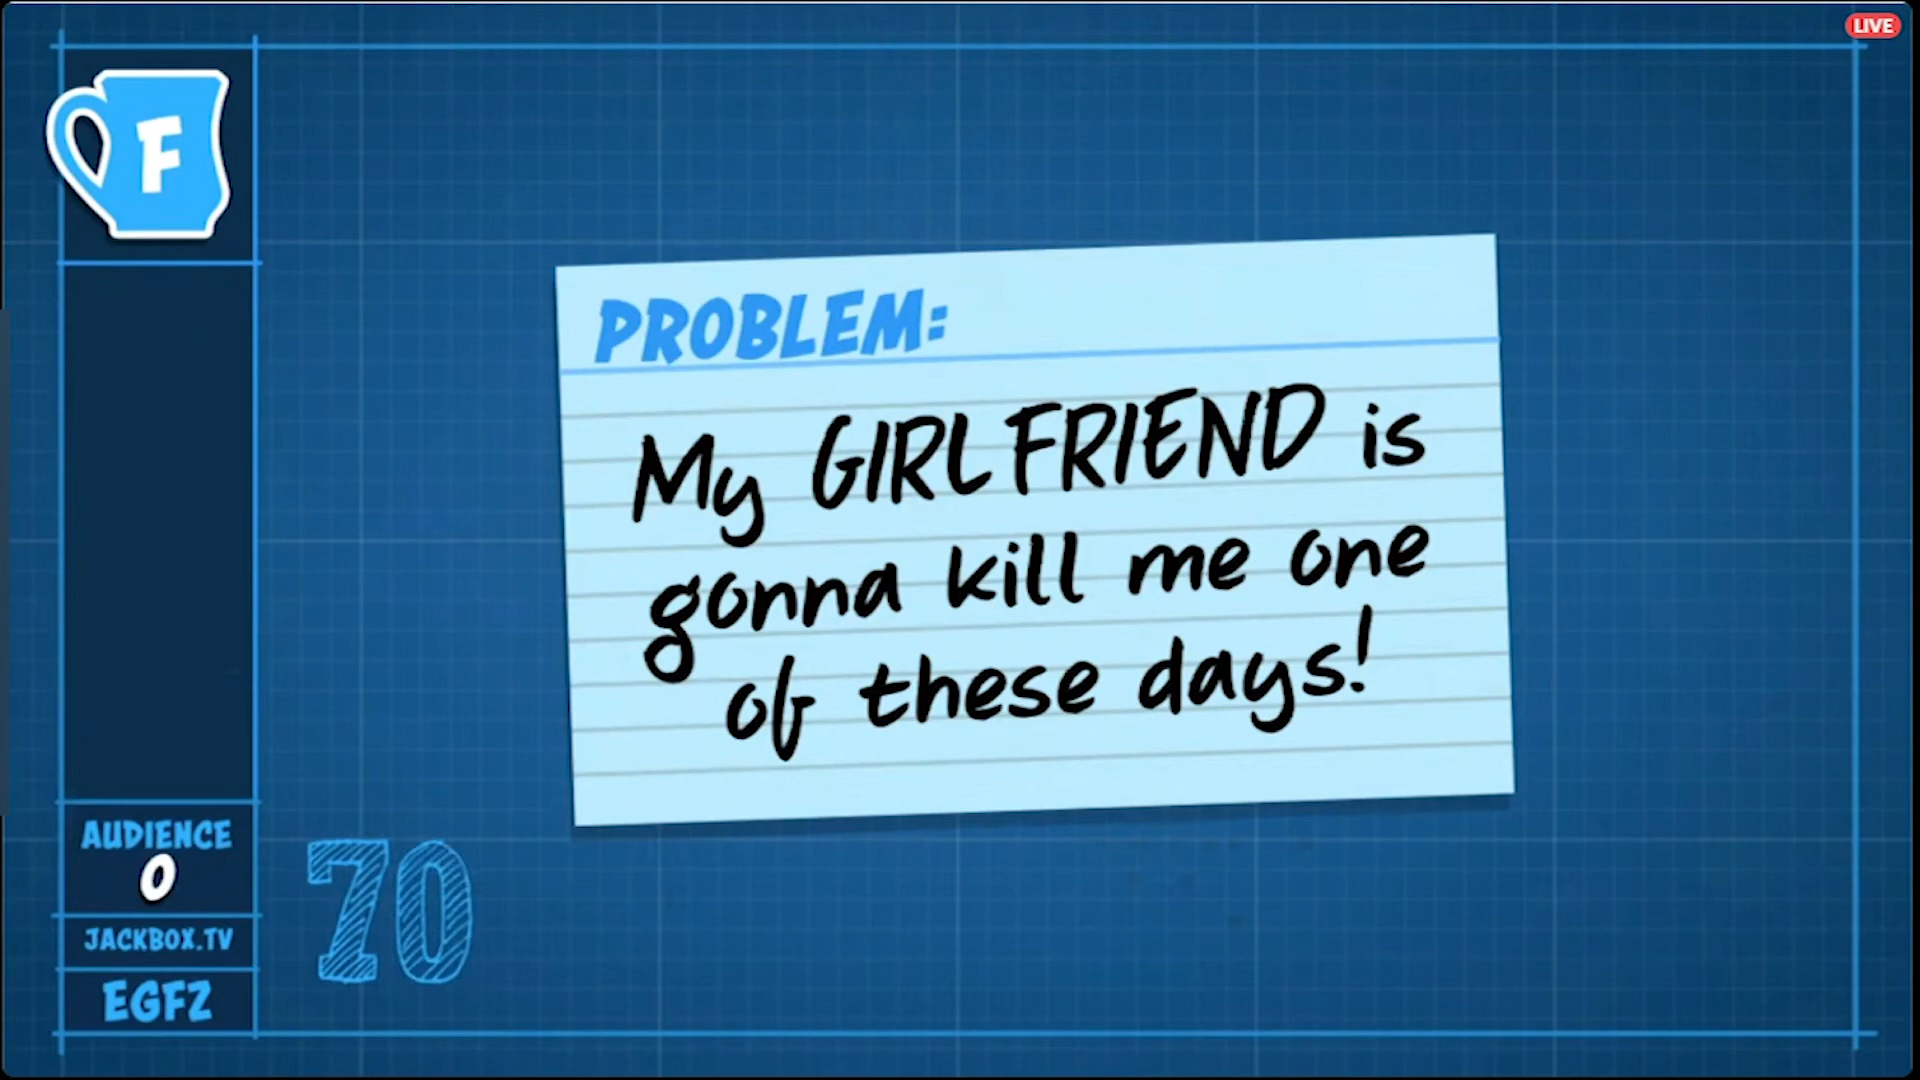 LIVE
F
PROBLEM:
My GIRLFRIEND is
gonna kill me one
of these days!
AUDIENCE
0
JACKBOX.TV
EGFZ
70